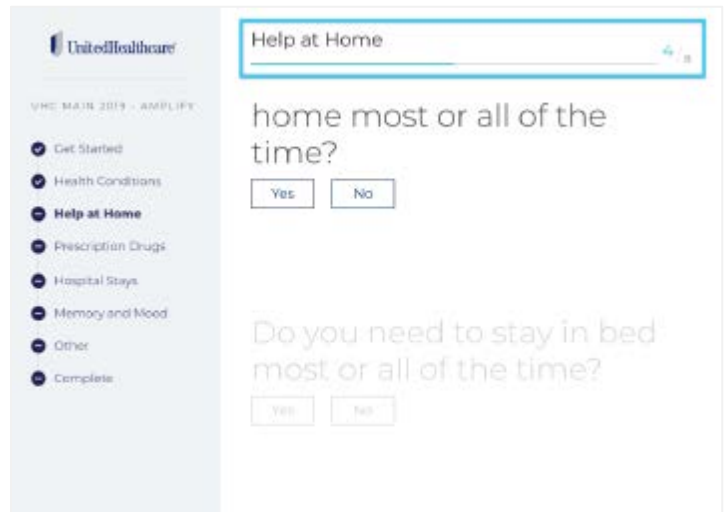 UnitedHealthcare
UHC MAIN 2019 - AMPLIFY
Get Started
Health Conditions
Help at Home
Prescription Drugs
Hospital Stays
Memory and Mood
Other
Complete
Help at Home
4 / 8
home most or all of the
time?
Yes No
Do you need to stay in bed
most or all of the time?
Yes No